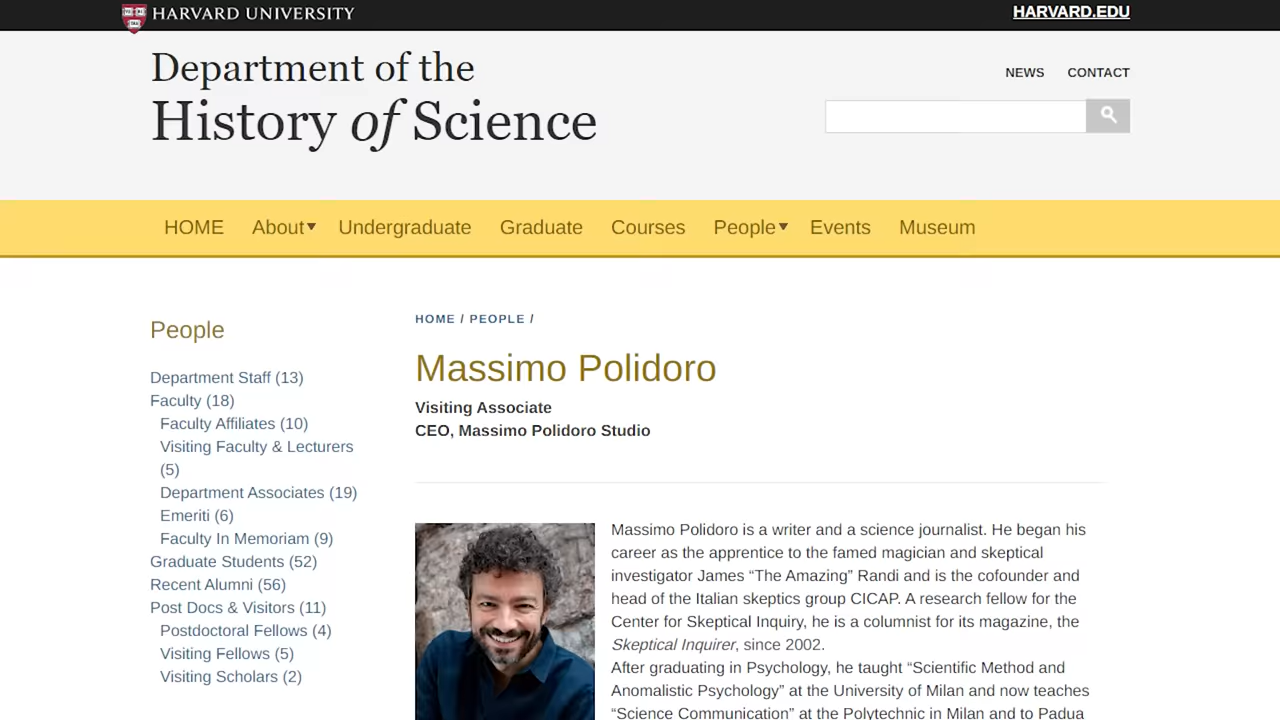 HARVARD UNIVERSITY
HARVARD.EDU
Department of the
History of Science
NEWS CONTACT
HOME About Undergraduate Graduate Courses People Events Museum
People
Department Staff (13)
Faculty (18)
Faculty Affiliates (10)
Visiting Faculty & Lecturers
(5)
Department Associates (19)
Emeriti (6)
Faculty In Memoriam (9)
Graduate Students (52)
Recent Alumni (56)
Post Docs & Visitors (11)
Postdoctoral Fellows (4)
Visiting Fellows (5)
Visiting Scholars (2)
HOME / PEOPLE /
Massimo Polidoro
Visiting Associate
CEO, Massimo Polidoro Studio
Massimo Polidoro is a writer and a science journalist. He began his
career as the apprentice to the famed magician and skeptical
investigator James “The Amazing” Randi and is the cofounder and
head of the Italian skeptics group CICAP. A research fellow for the
Center for Skeptical Inquiry, he is a columnist for its magazine, the
Skeptical Inquirer, since 2002.
After graduating in Psychology, he taught “Scientific Method and
Anomalistic Psychology” at the University of Milan and now teaches
“Science Communication” at the Polytechnic in Milan and to Padua